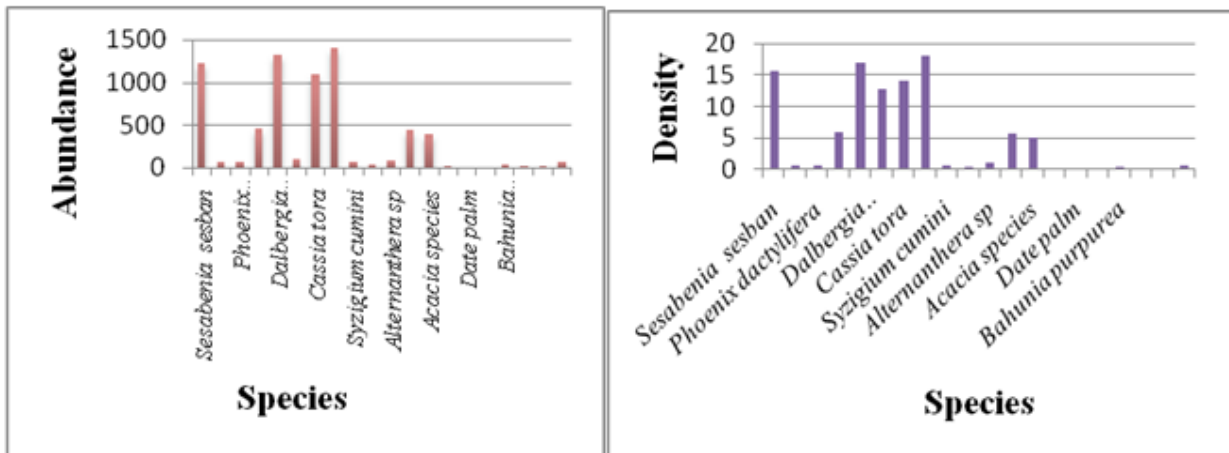 Abundance
1500
1000
500
0
Sesabenia sesban
Phoenix..
Dalbergia..
Cassia tora
Syzigium cumini
Alternanthera sp
Acacia species
Date palm
Bahunia..
Species
Density
20
15
10
5
0
Sesabenia sesban
Phoenix dactylifera
Dalbergia..
Cassia tora
Syzigium cumini
Alternanthera sp
Acacia species
Date palm
Bahunia purpurea
Species